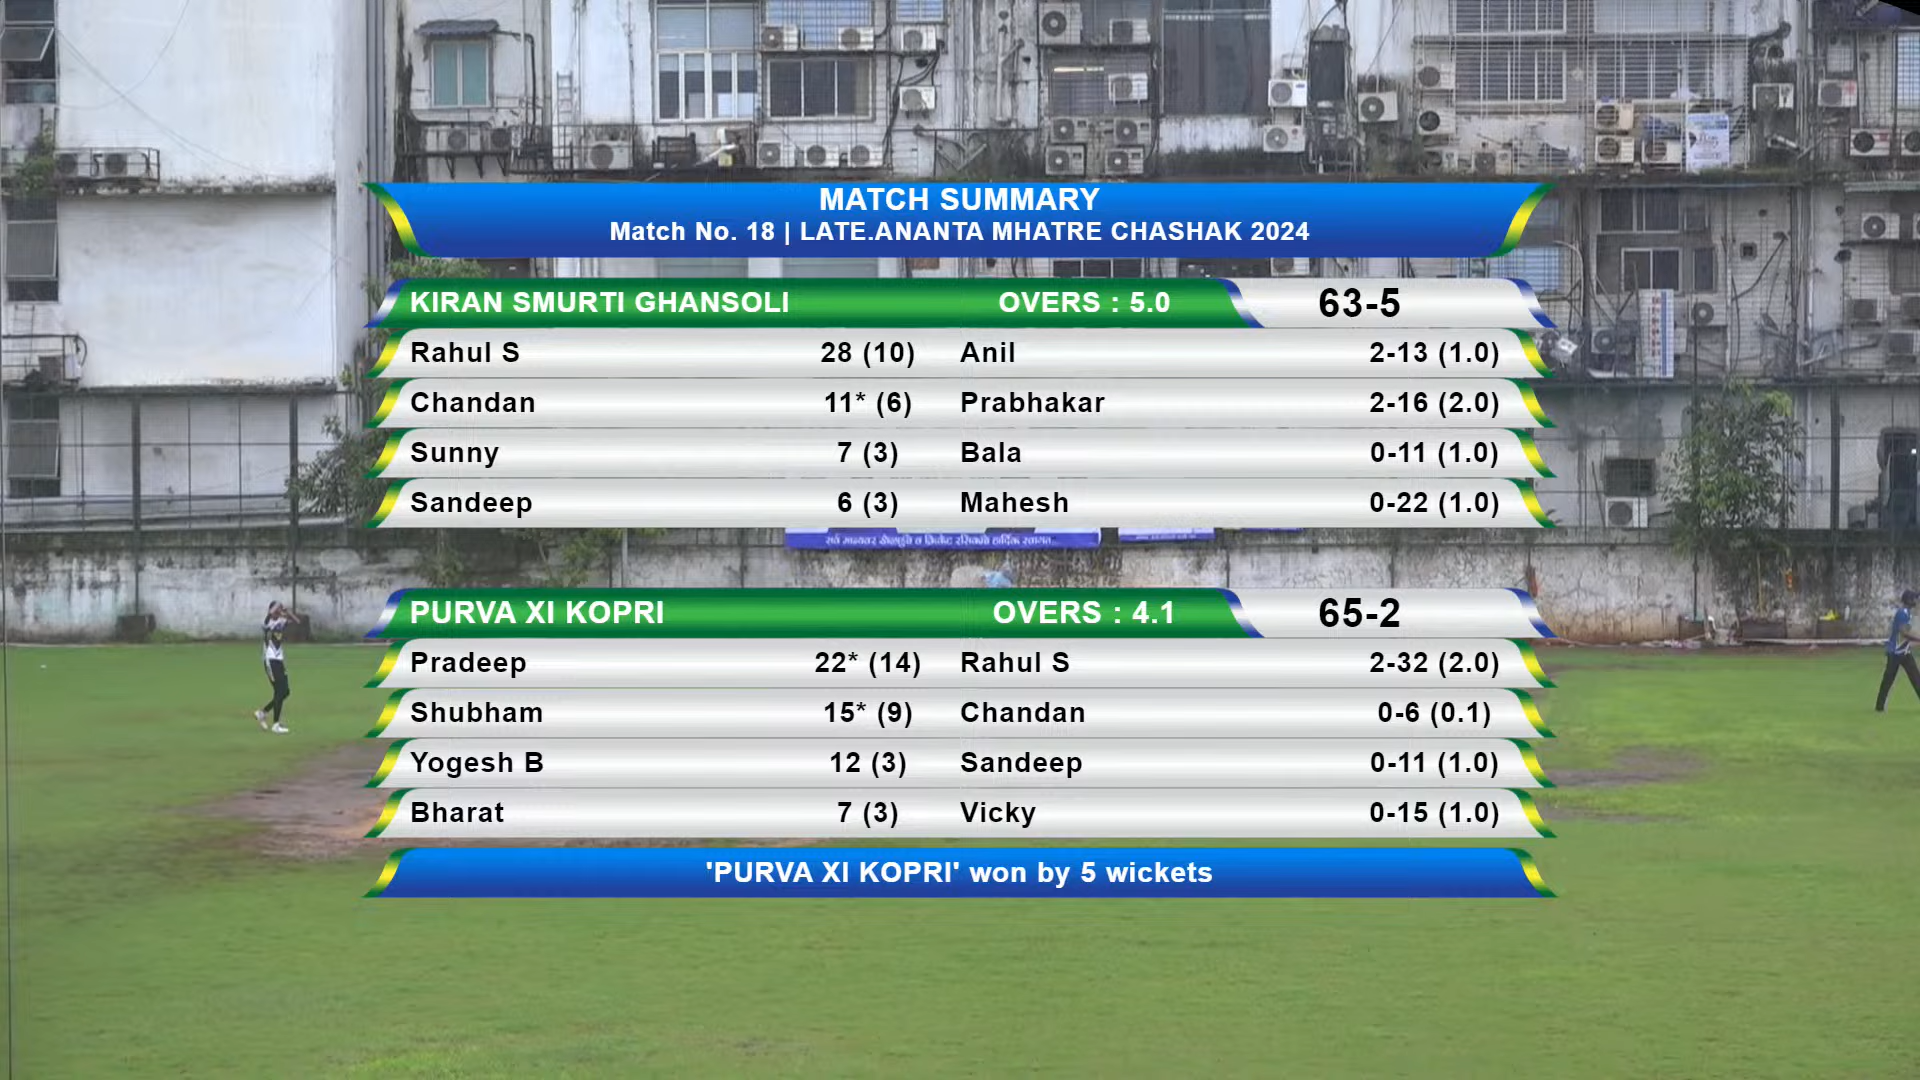 MATCH SUMMARY
Match No. 18 | LATE.ANANTA MHATRE CHASHAK 2024
KIRAN SMURTI GHANSOLI OVERS : 5.0 63-5
Rahul S 28 (10) Anil 2-13 (1.0)
Chandan 11* (6) Prabhakar 2-16 (2.0)
Sunny 7 (3) Bala 0-11 (1.0)
Sandeep 6 (3) Mahesh 0-22 (1.0)
सर्व मान्यवर खेळाडूंचे व क्रिकेट रसिकांचे हार्दिक स्वागत...
PURVA XI KOPRI OVERS : 4.1 65-2
Pradeep 22* (14) Rahul S 2-32 (2.0)
Shubham 15* (9) Chandan 0-6 (0.1)
Yogesh B 12 (3) Sandeep 0-11 (1.0)
Bharat 7 (3) Vicky 0-15 (1.0)
'PURVA XI KOPRI' won by 5 wickets